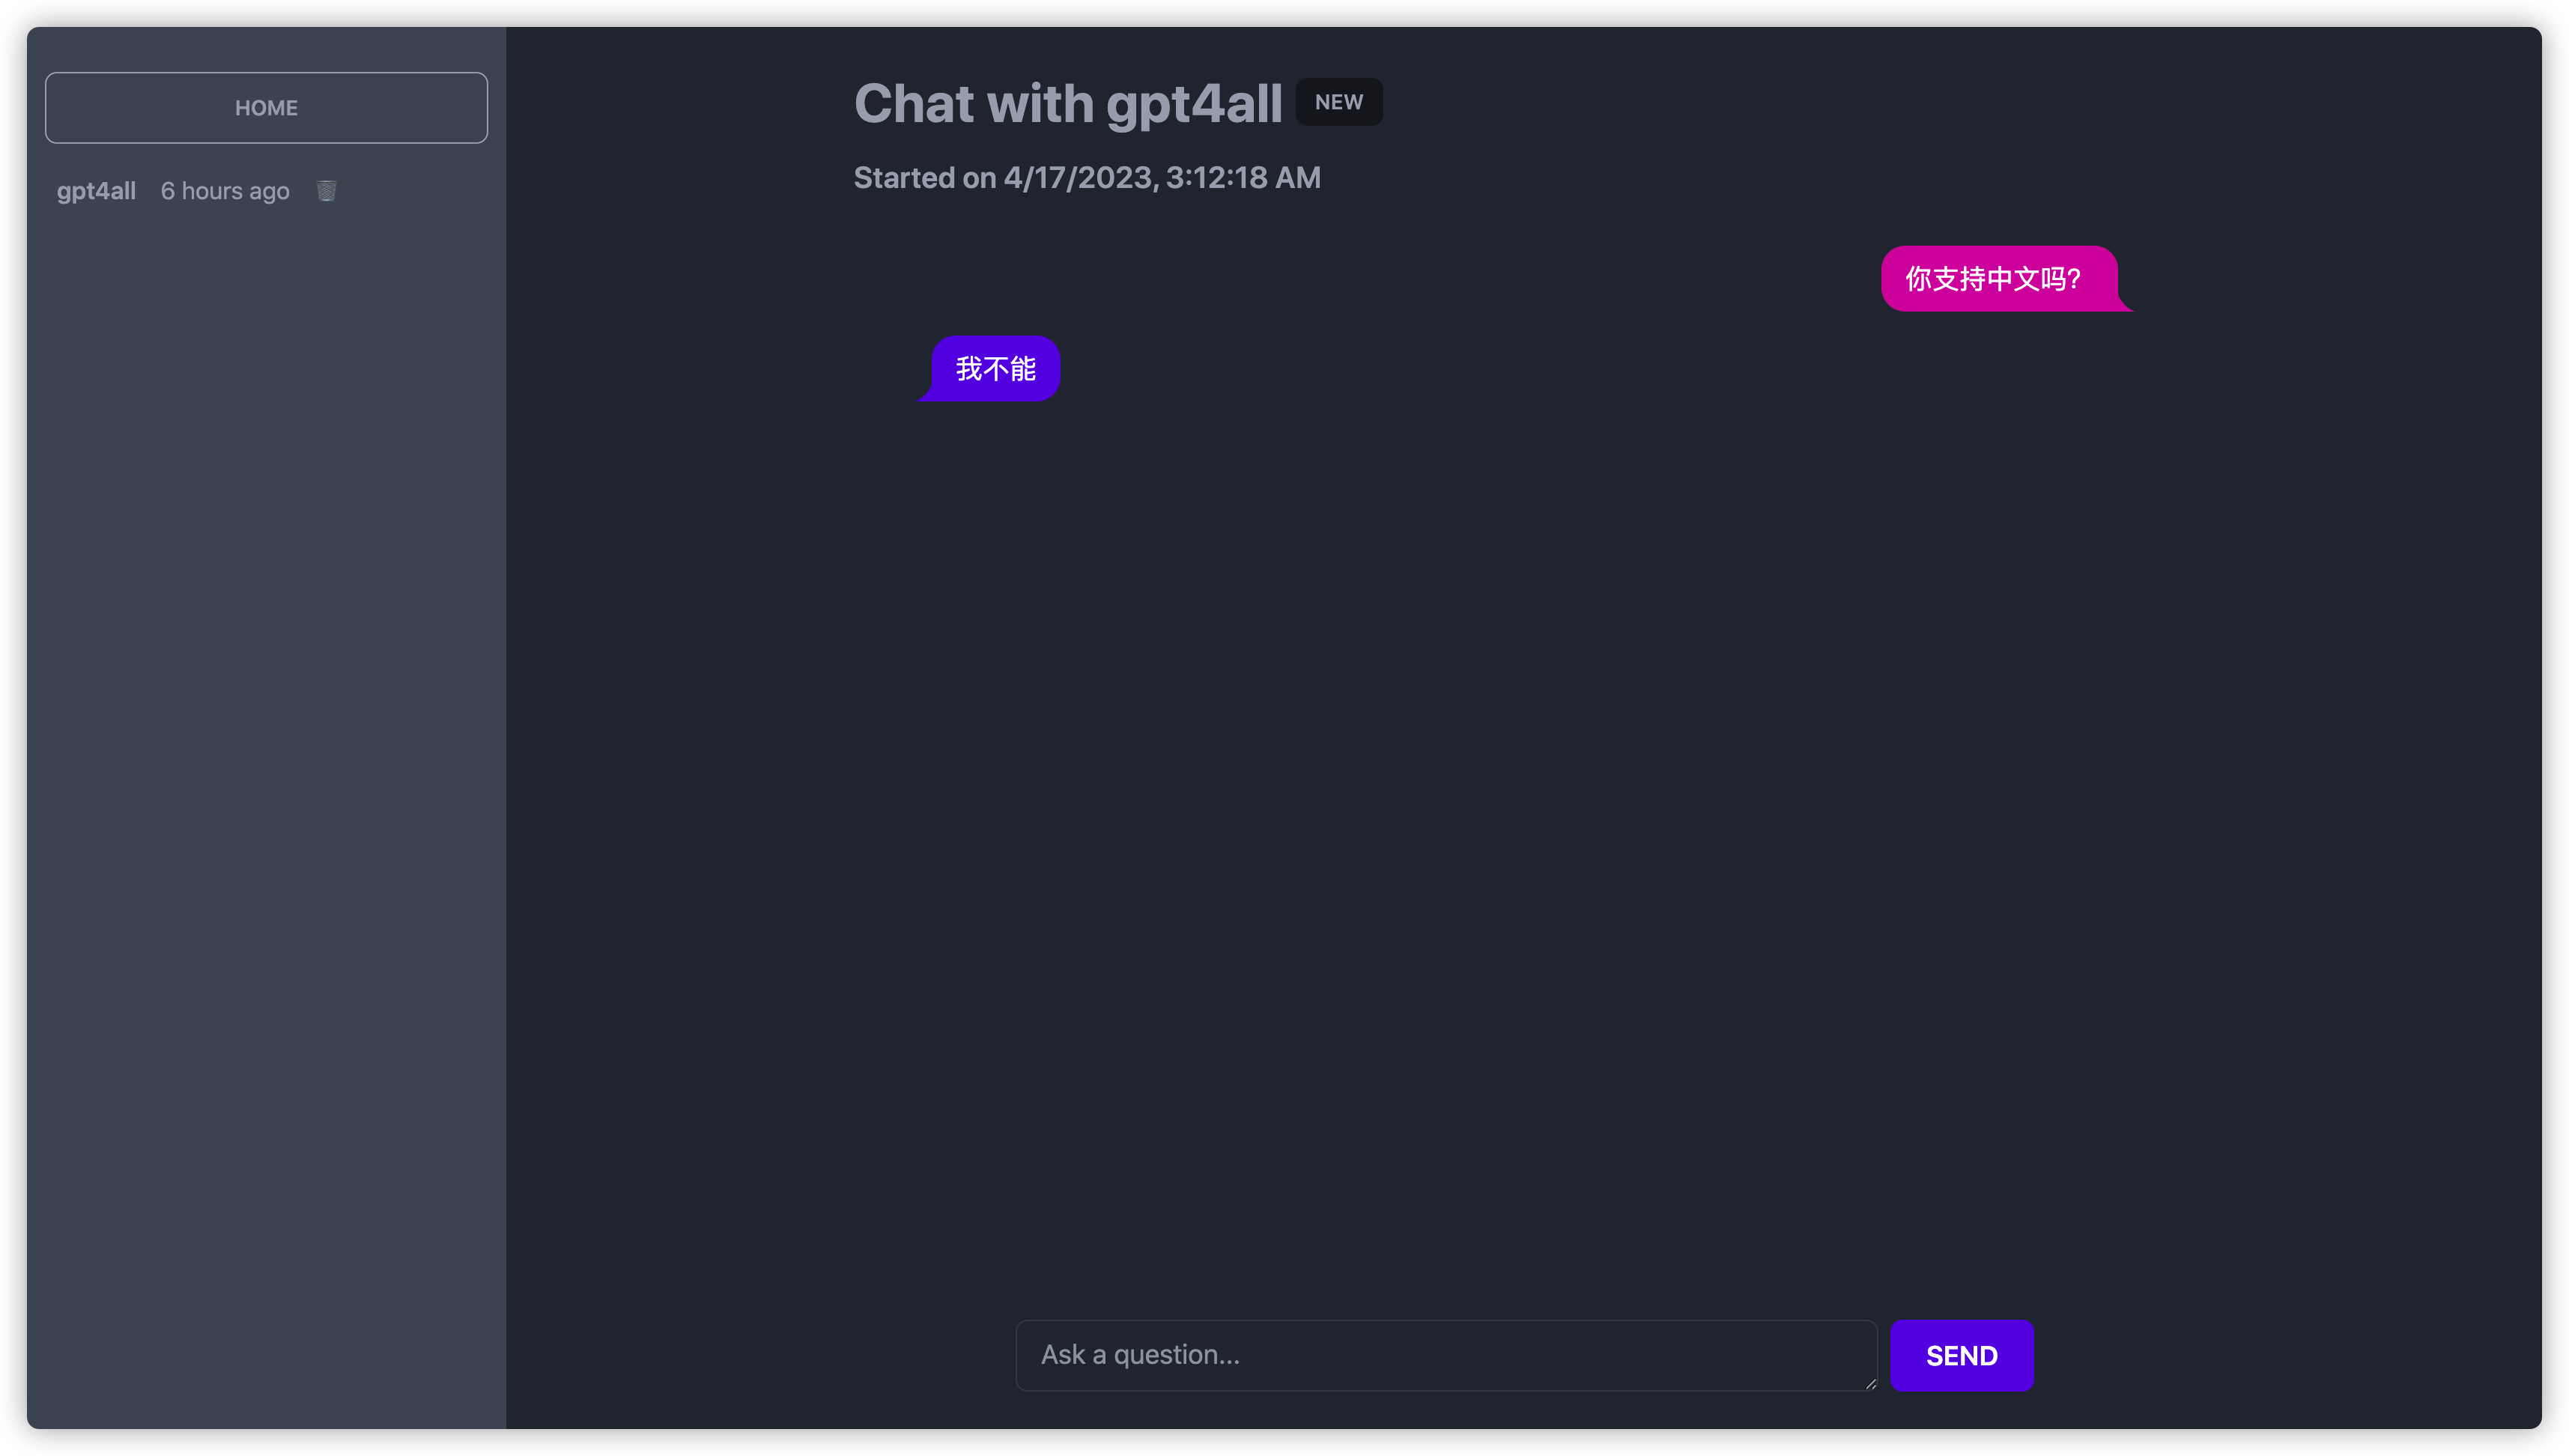 HOME
gpt4all 6 hours ago
Chat with gpt4all NEW
Started on 4/17/2023, 3:12:18 AM
你支持中文吗？
我不能
Ask a question...
SEND